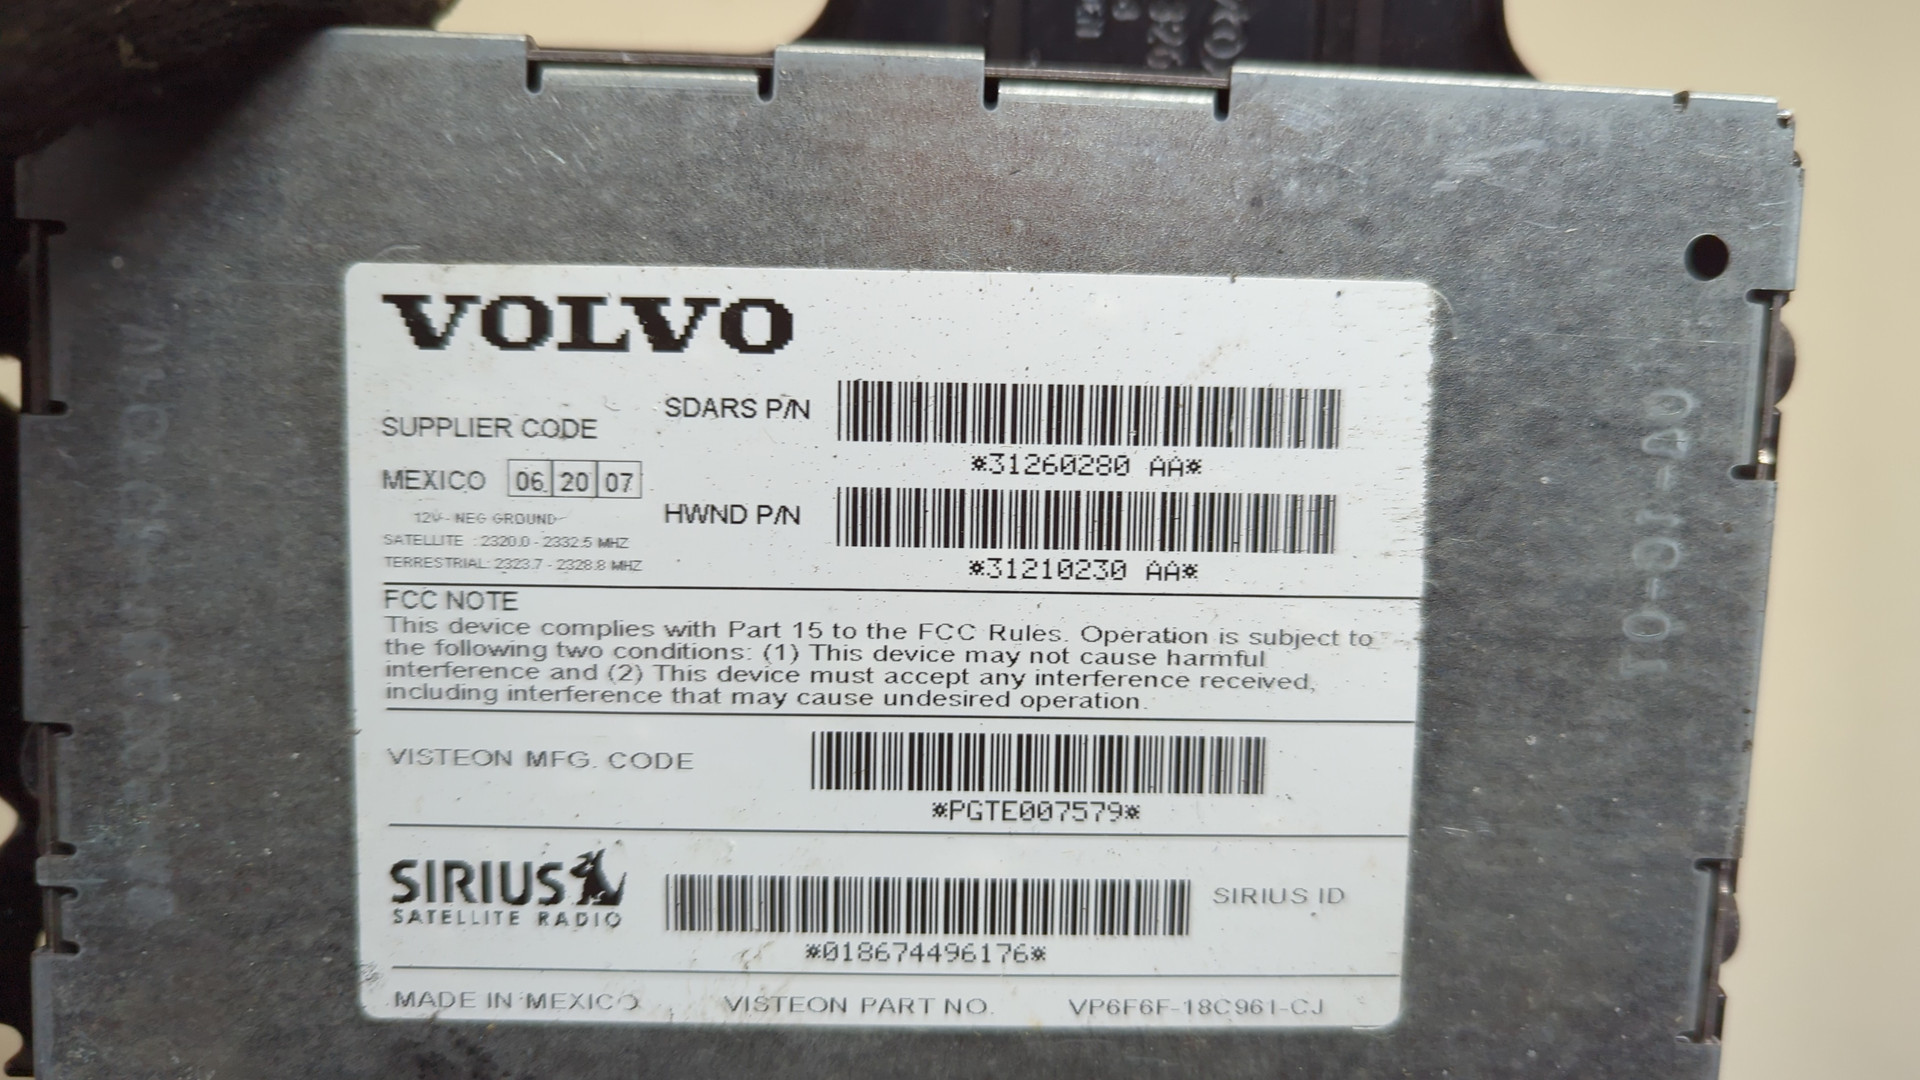 VOLVO
SUPPLIER CODE
SDARS P/N
*31260280 AA*
MEXICO 06 20 07
HWND P/N
*31210230 AA*
12V - NEG GROUND
SATELLITE : 2320.0 - 2332.5 MHZ
TERRESTRIAL: 2323.7 - 2328.8 MHZ
FCC NOTE
This device complies with Part 15 to the FCC Rules. Operation is subject to
the following two conditions: (1) This device may not cause harmful
interference and (2) This device must accept any interference received,
including interference that may cause undesired operation.
VISTEON MFG. CODE
*PGTE007579*
SIRIUS
SATELLITE RADIO
SIRIUS ID
*018674496176*
MADE IN MEXICO VISTEON PART NO. VP6F6F-18C961-CJ